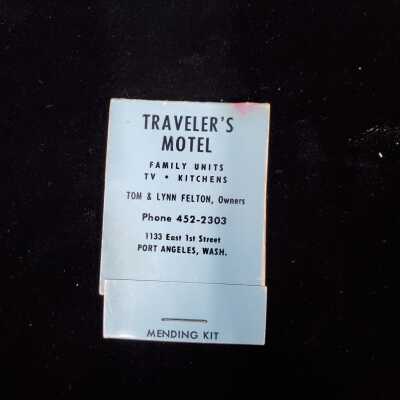 TRAVELER'S
MOTEL
FAMILY UNITS
TV • KITCHENS
TOM & LYNN FELTON, Owners
Phone 452-2303
1133 East 1st Street
PORT ANGELES, WASH.
MENDING KIT